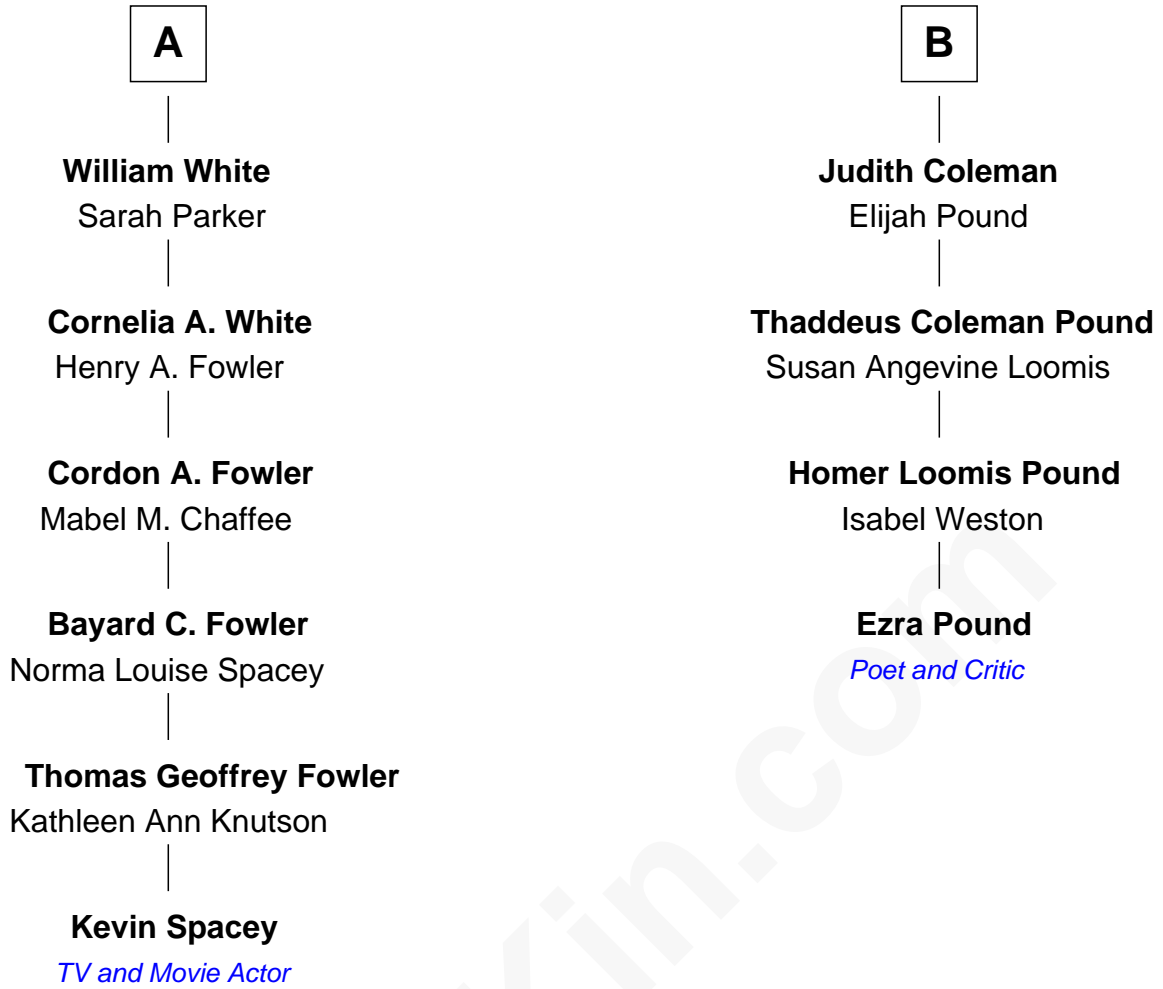 A
William White
Sarah Parker
Cornelia A. White
Henry A. Fowler
Cordon A. Fowler
Mabel M. Chaffee
Bayard C. Fowler
Norma Louise Spacey
Thomas Geoffrey Fowler
Kathleen Ann Knutson
Kevin Spacey
TV and Movie Actor
B
Judith Coleman
Elijah Pound
Thaddeus Coleman Pound
Susan Angevine Loomis
Homer Loomis Pound
Isabel Weston
Ezra Pound
Poet and Critic
Kin.com